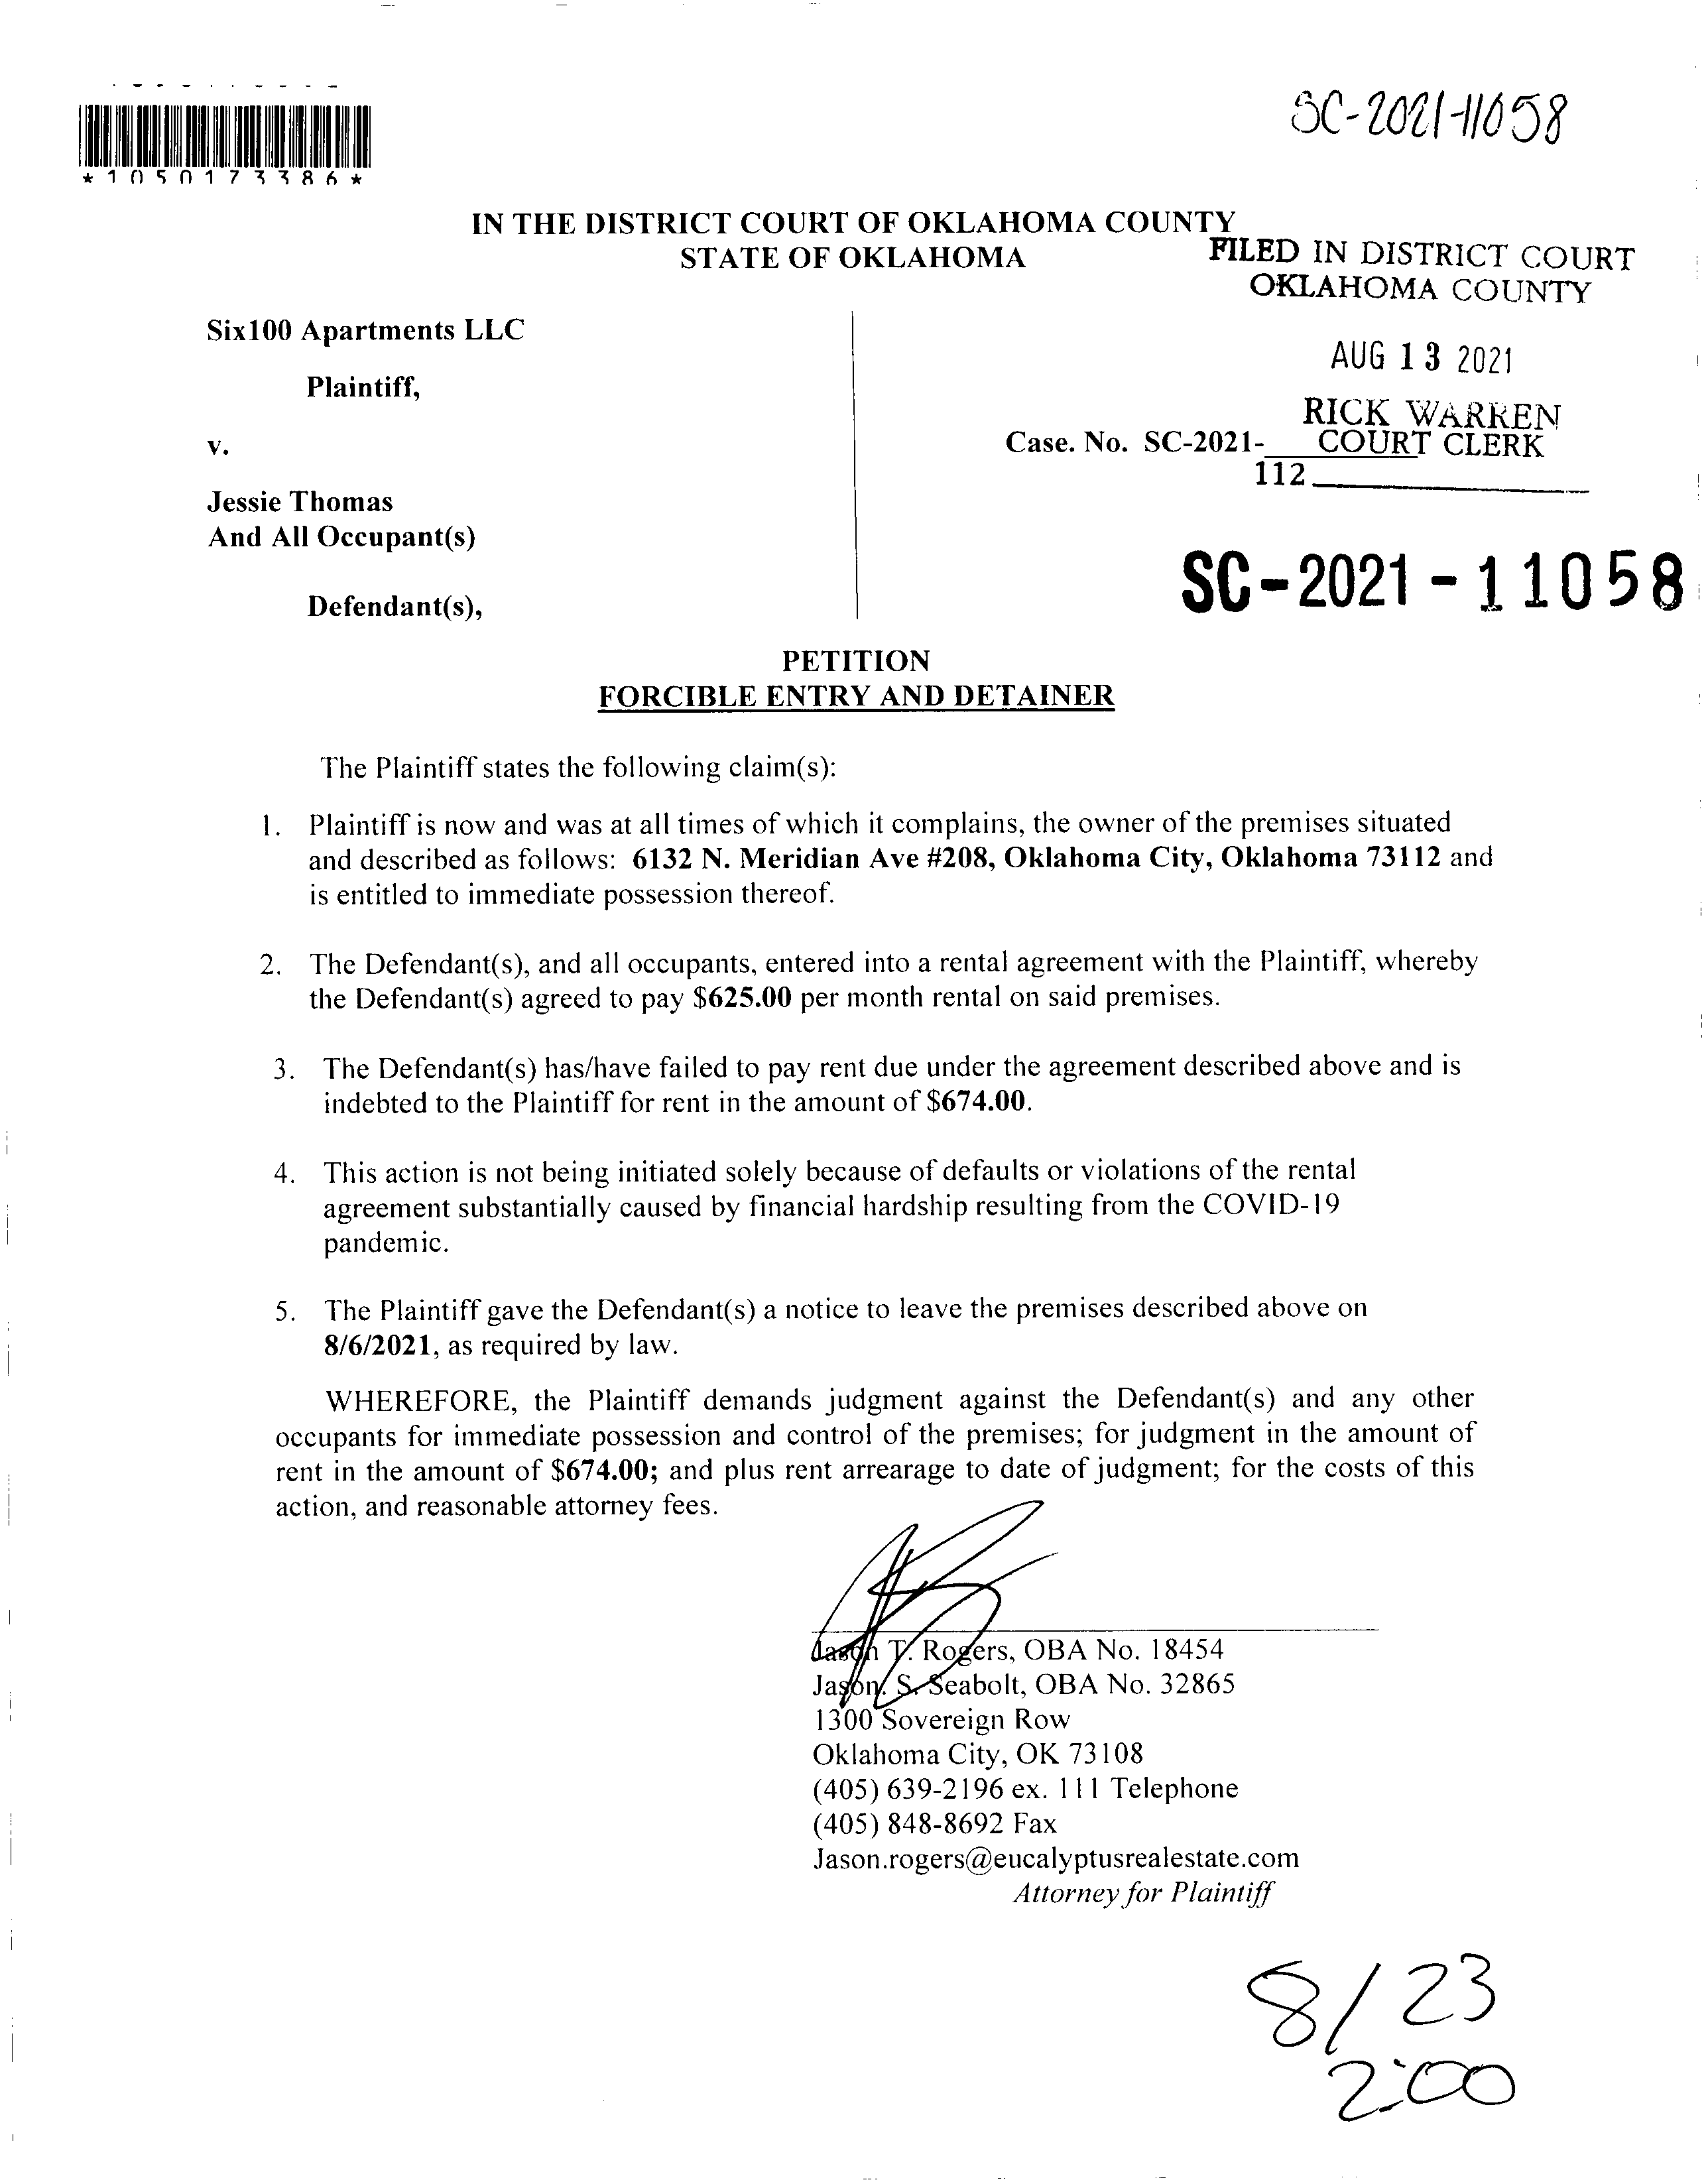 SC-2021-11058
*1050173386*
IN THE DISTRICT COURT OF OKLAHOMA COUNTY
STATE OF OKLAHOMA
FILED IN DISTRICT COURT
OKLAHOMA COUNTY
Six100 Apartments LLC
AUG 13 2021
Plaintiff,
RICK WARREN
v.
Case. No. SC-2021- COURT CLERK
112
Jessie Thomas
And All Occupant(s)
SC-2021-11058
Defendant(s),
PETITION
FORCIBLE ENTRY AND DETAINER
The Plaintiff states the following claim(s):
1. Plaintiff is now and was at all times of which it complains, the owner of the premises situated
and described as follows: 6132 N. Meridian Ave #208, Oklahoma City, Oklahoma 73112 and
is entitled to immediate possession thereof.
2. The Defendant(s), and all occupants, entered into a rental agreement with the Plaintiff, whereby
the Defendant(s) agreed to pay $625.00 per month rental on said premises.
3. The Defendant(s) has/have failed to pay rent due under the agreement described above and is
indebted to the Plaintiff for rent in the amount of $674.00.
4. This action is not being initiated solely because of defaults or violations of the rental
agreement substantially caused by financial hardship resulting from the COVID-19
pandemic.
5. The Plaintiff gave the Defendant(s) a notice to leave the premises described above on
8/6/2021, as required by law.
WHEREFORE, the Plaintiff demands judgment against the Defendant(s) and any other
occupants for immediate possession and control of the premises; for judgment in the amount of
rent in the amount of $674.00; and plus rent arrearage to date of judgment; for the costs of this
action, and reasonable attorney fees.
Jason T. Rogers, OBA No. 18454
Jason. S. Seabolt, OBA No. 32865
1300 Sovereign Row
Oklahoma City, OK 73108
(405) 639-2196 ex. 111 Telephone
(405) 848-8692 Fax
Jason.rogers@eucalyptusrealestate.com
Attorney for Plaintiff
8/23
2:00